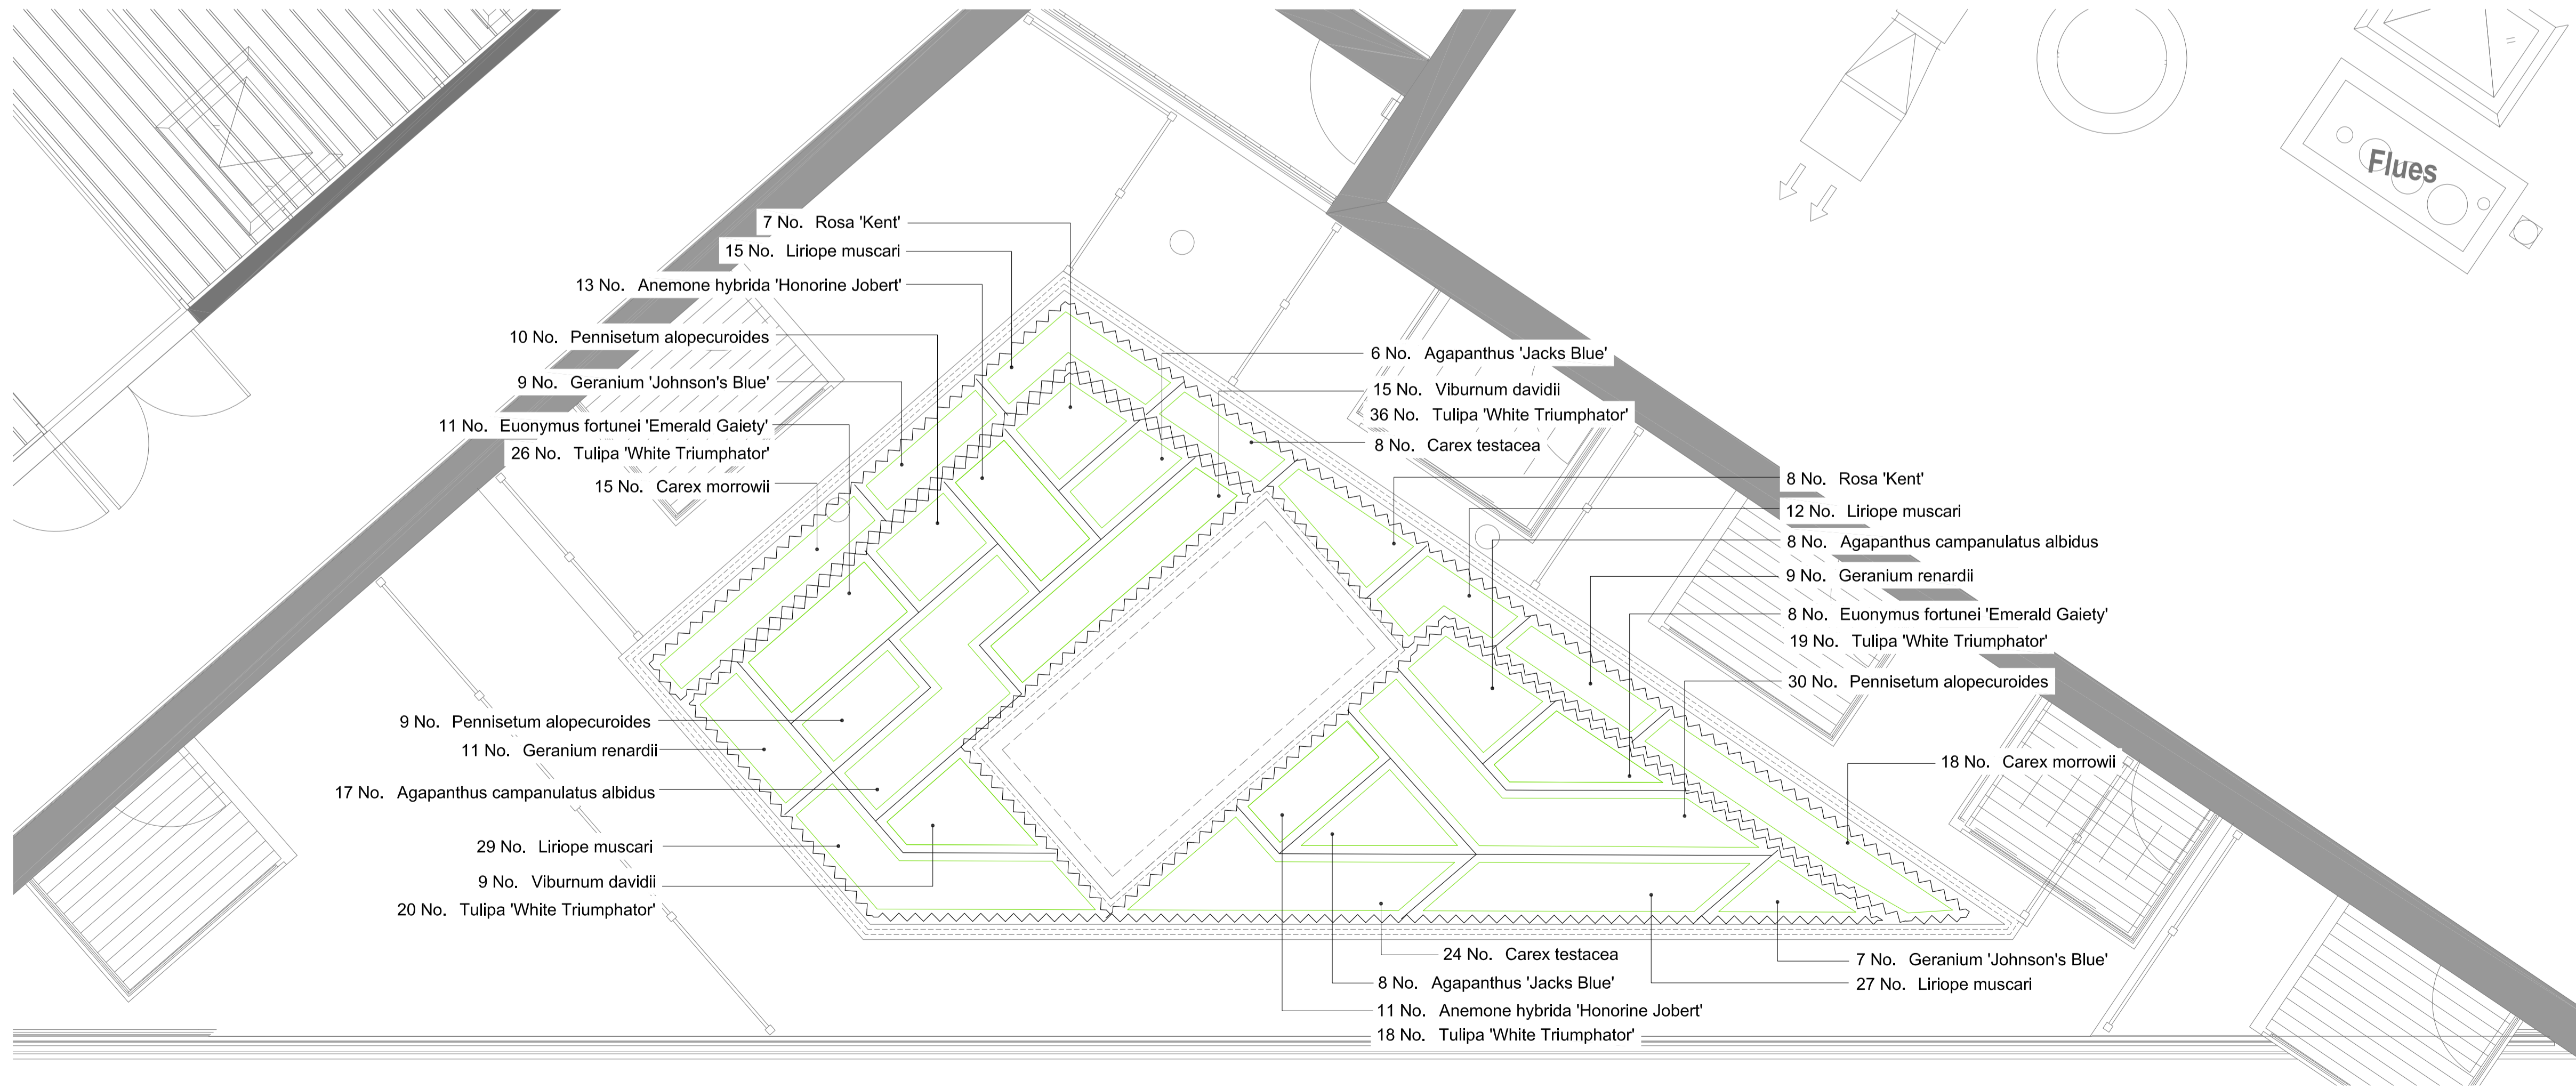 Flues
7 No. Rosa 'Kent'
15 No. Liriope muscari
13 No. Anemone hybrida 'Honorine Jobert'
10 No. Pennisetum alopecuroides
9 No. Geranium 'Johnson's Blue'
11 No. Euonymus fortunei 'Emerald Gaiety'
26 No. Tulipa 'White Triumphator'
15 No. Carex morrowii
6 No. Agapanthus 'Jacks Blue'
15 No. Viburnum davidii
36 No. Tulipa 'White Triumphator'
8 No. Carex testacea
8 No. Rosa 'Kent'
12 No. Liriope muscari
8 No. Agapanthus campanulatus albidus
9 No. Geranium renardii
8 No. Euonymus fortunei 'Emerald Gaiety'
19 No. Tulipa 'White Triumphator'
30 No. Pennisetum alopecuroides
18 No. Carex morrowii
9 No. Pennisetum alopecuroides
11 No. Geranium renardii
17 No. Agapanthus campanulatus albidus
29 No. Liriope muscari
9 No. Viburnum davidii
20 No. Tulipa 'White Triumphator'
24 No. Carex testacea
8 No. Agapanthus 'Jacks Blue'
11 No. Anemone hybrida 'Honorine Jobert'
18 No. Tulipa 'White Triumphator'
7 No. Geranium 'Johnson's Blue'
27 No. Liriope muscari